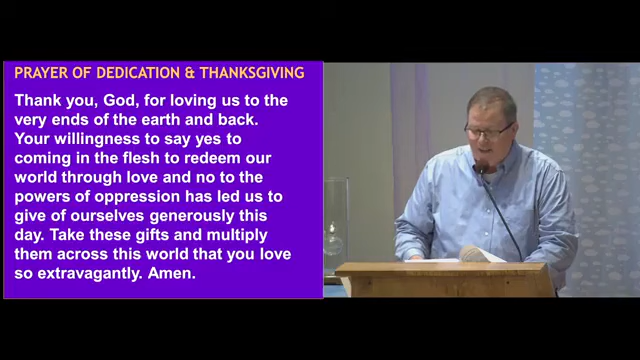 PRAYER OF DEDICATION & THANKSGIVING
Thank you, God, for loving us to the
very ends of the earth and back.
Your willingness to say yes to
coming in the flesh to redeem our
world through love and no to the
powers of oppression has led us to
give of ourselves generously this
day. Take these gifts and multiply
them across this world that you love
so extravagantly. Amen.